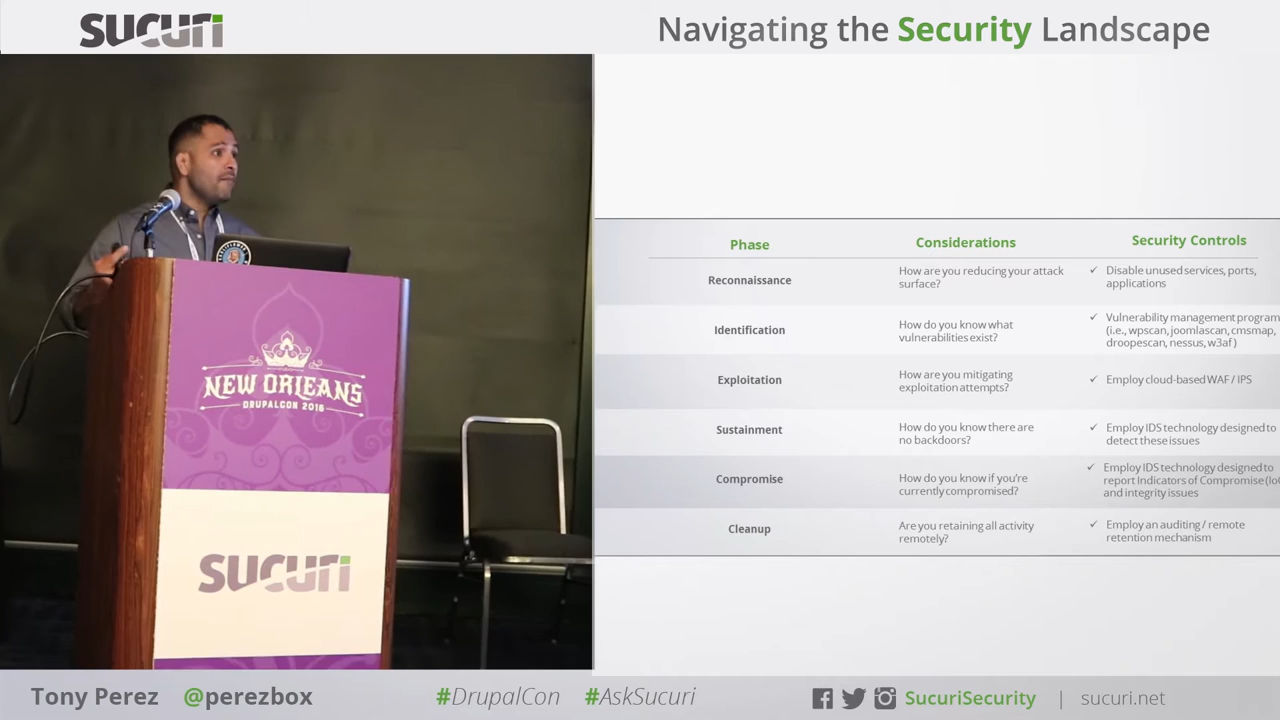 sucuri
Navigating the Security Landscape
NEW ORLEANS
DRUPALCON 2016
sucuri
Phase Considerations Security Controls
Reconnaissance
How are you reducing your attack
surface?
✓ Disable unused services, ports,
applications
Identification
How do you know what
vulnerabilities exist?
✓ Vulnerability management program
(i.e., wpscan, joomlascan, cmsmap,
droopescan, nessus, w3af)
Exploitation
How are you mitigating
exploitation attempts?
✓ Employ cloud-based WAF / IPS
Sustainment
How do you know there are
no backdoors?
✓ Employ IDS technology designed to
detect these issues
Compromise
How do you know if you're
currently compromised?
✓ Employ IDS technology designed to
report Indicators of Compromise
and integrity issues
Cleanup
Are you retaining all activity
remotely?
✓ Employ an auditing / remote
retention mechanism
Tony Perez @perezbox #DrupalCon #AskSucuri SucuriSecurity | sucuri.net